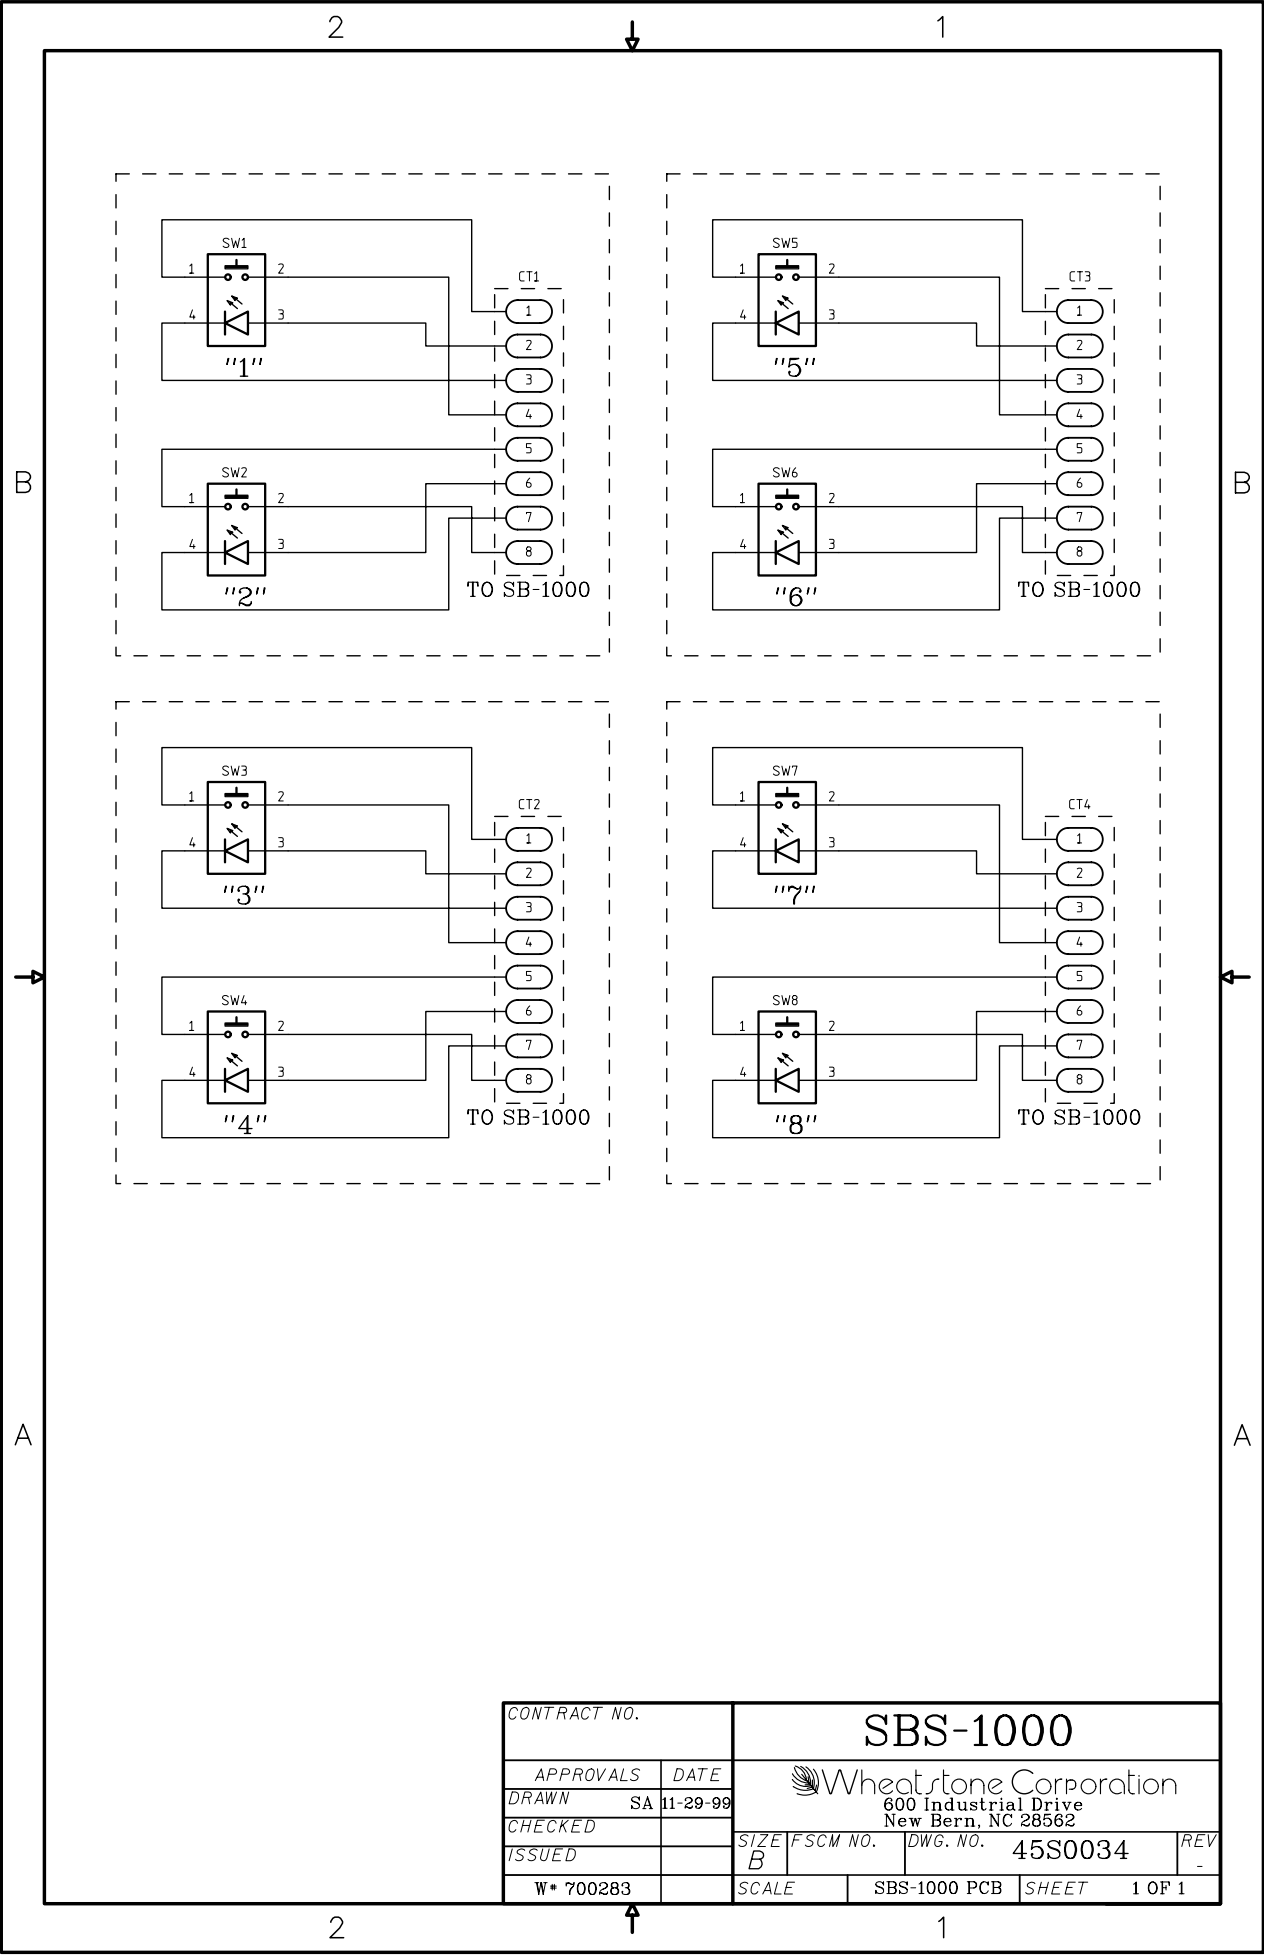 2 1
SW1
1 2
4 3
"1"
CT1
1
2
3
4
5
6
7
8
SW2
1 2
4 3
"2"
TO SB-1000
SW5
1 2
4 3
"5"
CT3
1
2
3
4
5
6
7
8
SW6
1 2
4 3
"6"
TO SB-1000
B B
SW3
1 2
4 3
"3"
CT2
1
2
3
4
5
6
7
8
SW4
1 2
4 3
"4"
TO SB-1000
SW7
1 2
4 3
"7"
CT4
1
2
3
4
5
6
7
8
SW8
1 2
4 3
"8"
TO SB-1000
A A
CONTRACT NO.
APPROVALS DATE
DRAWN SA 11-29-99
CHECKED
ISSUED
W* 700283
SBS-1000
Wheatstone Corporation
600 Industrial Drive
New Bern, NC 28562
SIZE B FSCM NO. DWG. NO. 45S0034 REV -
SCALE SBS-1000 PCB SHEET 1 OF 1
2 1